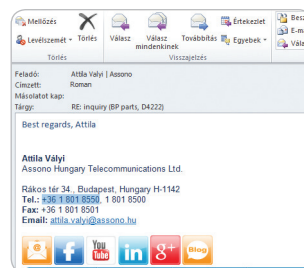 Mellőzés
Levélszemét
Törlés
Válasz
Válasz mindenkinek
Továbbítás
Értekezlet
Egyebek
Törlés
Visszajelzés
Feladó: Attila Valyi | Assono
Címzett: Roman
Másolatot kap:
Tárgy: RE: inquiry (BP parts, D4222)
Best regards, Attila
Attila Vályi
Assono Hungary Telecommunications Ltd.
Rákos tér 34., Budapest, Hungary H-1142
Tel.: +36 1 801 8550, 1 801 8500
Fax: +36 1 801 8501
Email: attila.valyi@assono.hu
f
You Tube
in
g+
Blog